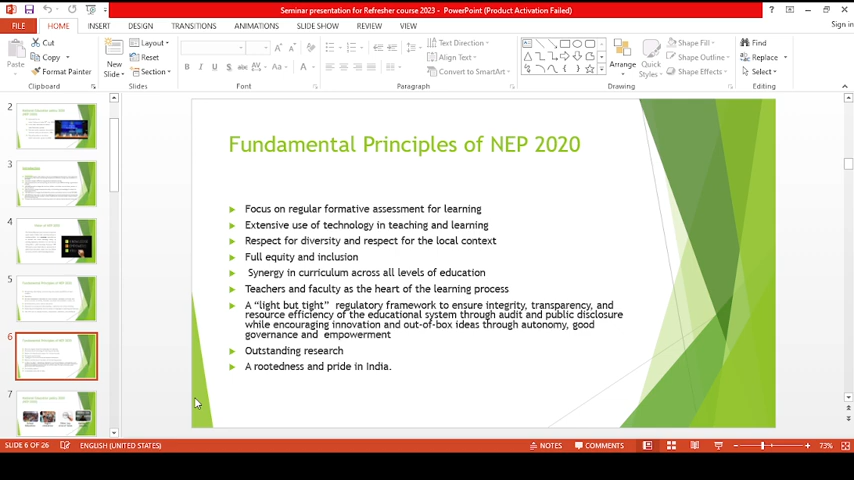 Seminar presentation for Refresher course 2023 - PowerPoint (Product Activation Failed)
FILE HOME INSERT DESIGN TRANSITIONS ANIMATIONS SLIDE SHOW REVIEW VIEW Sign in
Paste
Cut
Copy
Format Painter
Clipboard
New
Slide
Layout
Reset
Section
Slides
Font
Text Direction
Align Text
Convert to SmartArt
Paragraph
Arrange
Quick
Styles
Shape Fill
Shape Outline
Shape Effects
Drawing
Find
Replace
Select
Editing
2
3
4
5
6
7
Fundamental Principles of NEP 2020
Focus on regular formative assessment for learning
Extensive use of technology in teaching and learning
Respect for diversity and respect for the local context
Full equity and inclusion
Synergy in curriculum across all levels of education
Teachers and faculty as the heart of the learning process
A “light but tight” regulatory framework to ensure integrity, transparency, and
resource efficiency of the educational system through audit and public disclosure
while encouraging innovation and out-of-box ideas through autonomy, good
governance and empowerment
Outstanding research
A rootedness and pride in India.
SLIDE 6 OF 26 ENGLISH (UNITED STATES) NOTES COMMENTS 73%